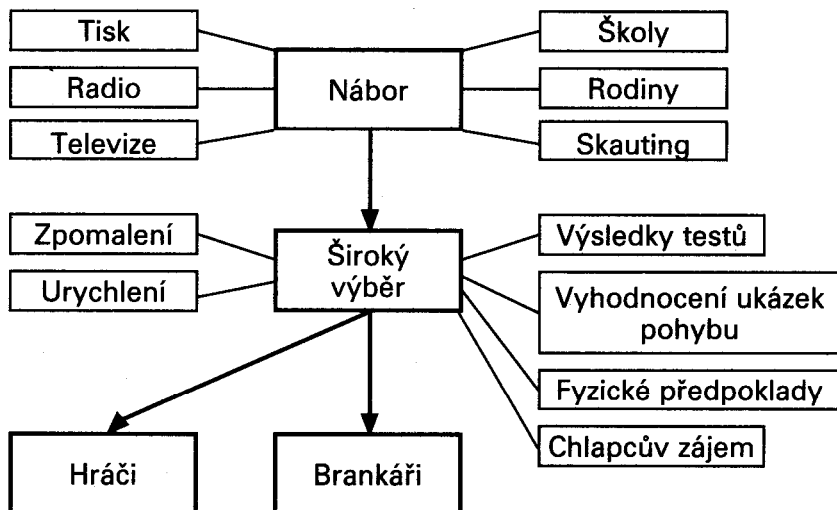 Tisk
Radio
Televize
Nábor
Školy
Rodiny
Skauting
Zpomalení
Urychlení
Široký
výběr
Výsledky testů
Vyhodnocení ukázek
pohybu
Fyzické předpoklady
Chlapcův zájem
Hráči
Brankáři